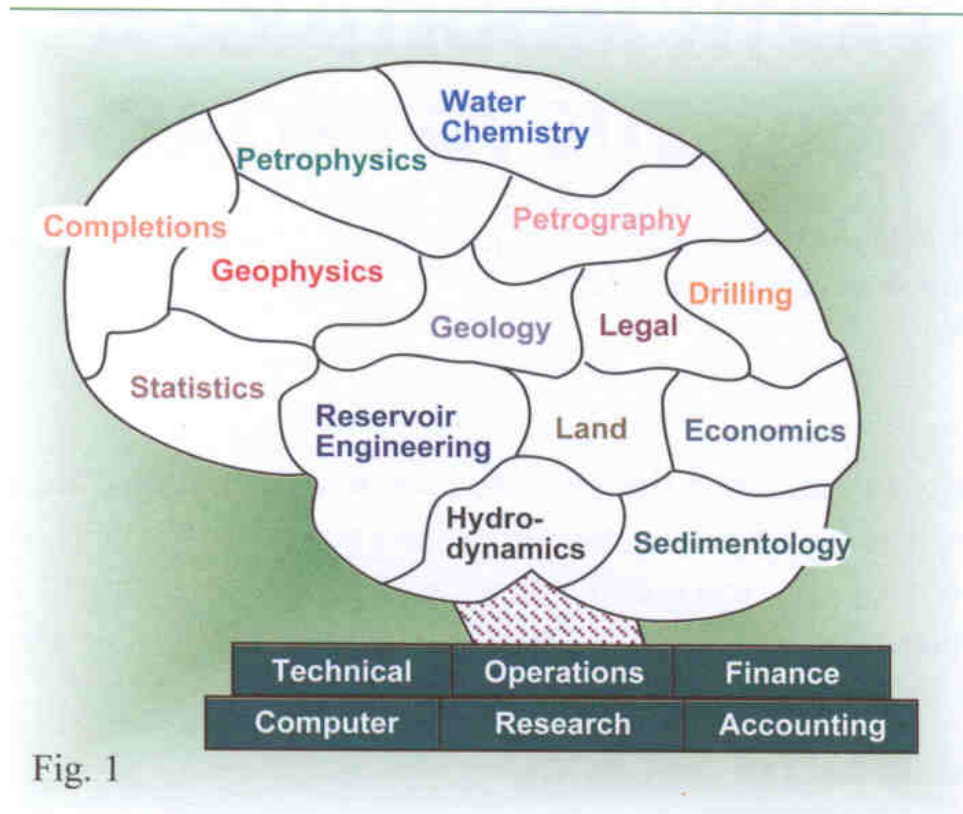 Water
Chemistry
Petrophysics
Petrography
Completions
Geophysics
Drilling
Geology
Legal
Statistics
Reservoir
Engineering
Land
Economics
Hydro-
dynamics
Sedimentology
Technical
Operations
Finance
Computer
Research
Accounting
Fig. 1